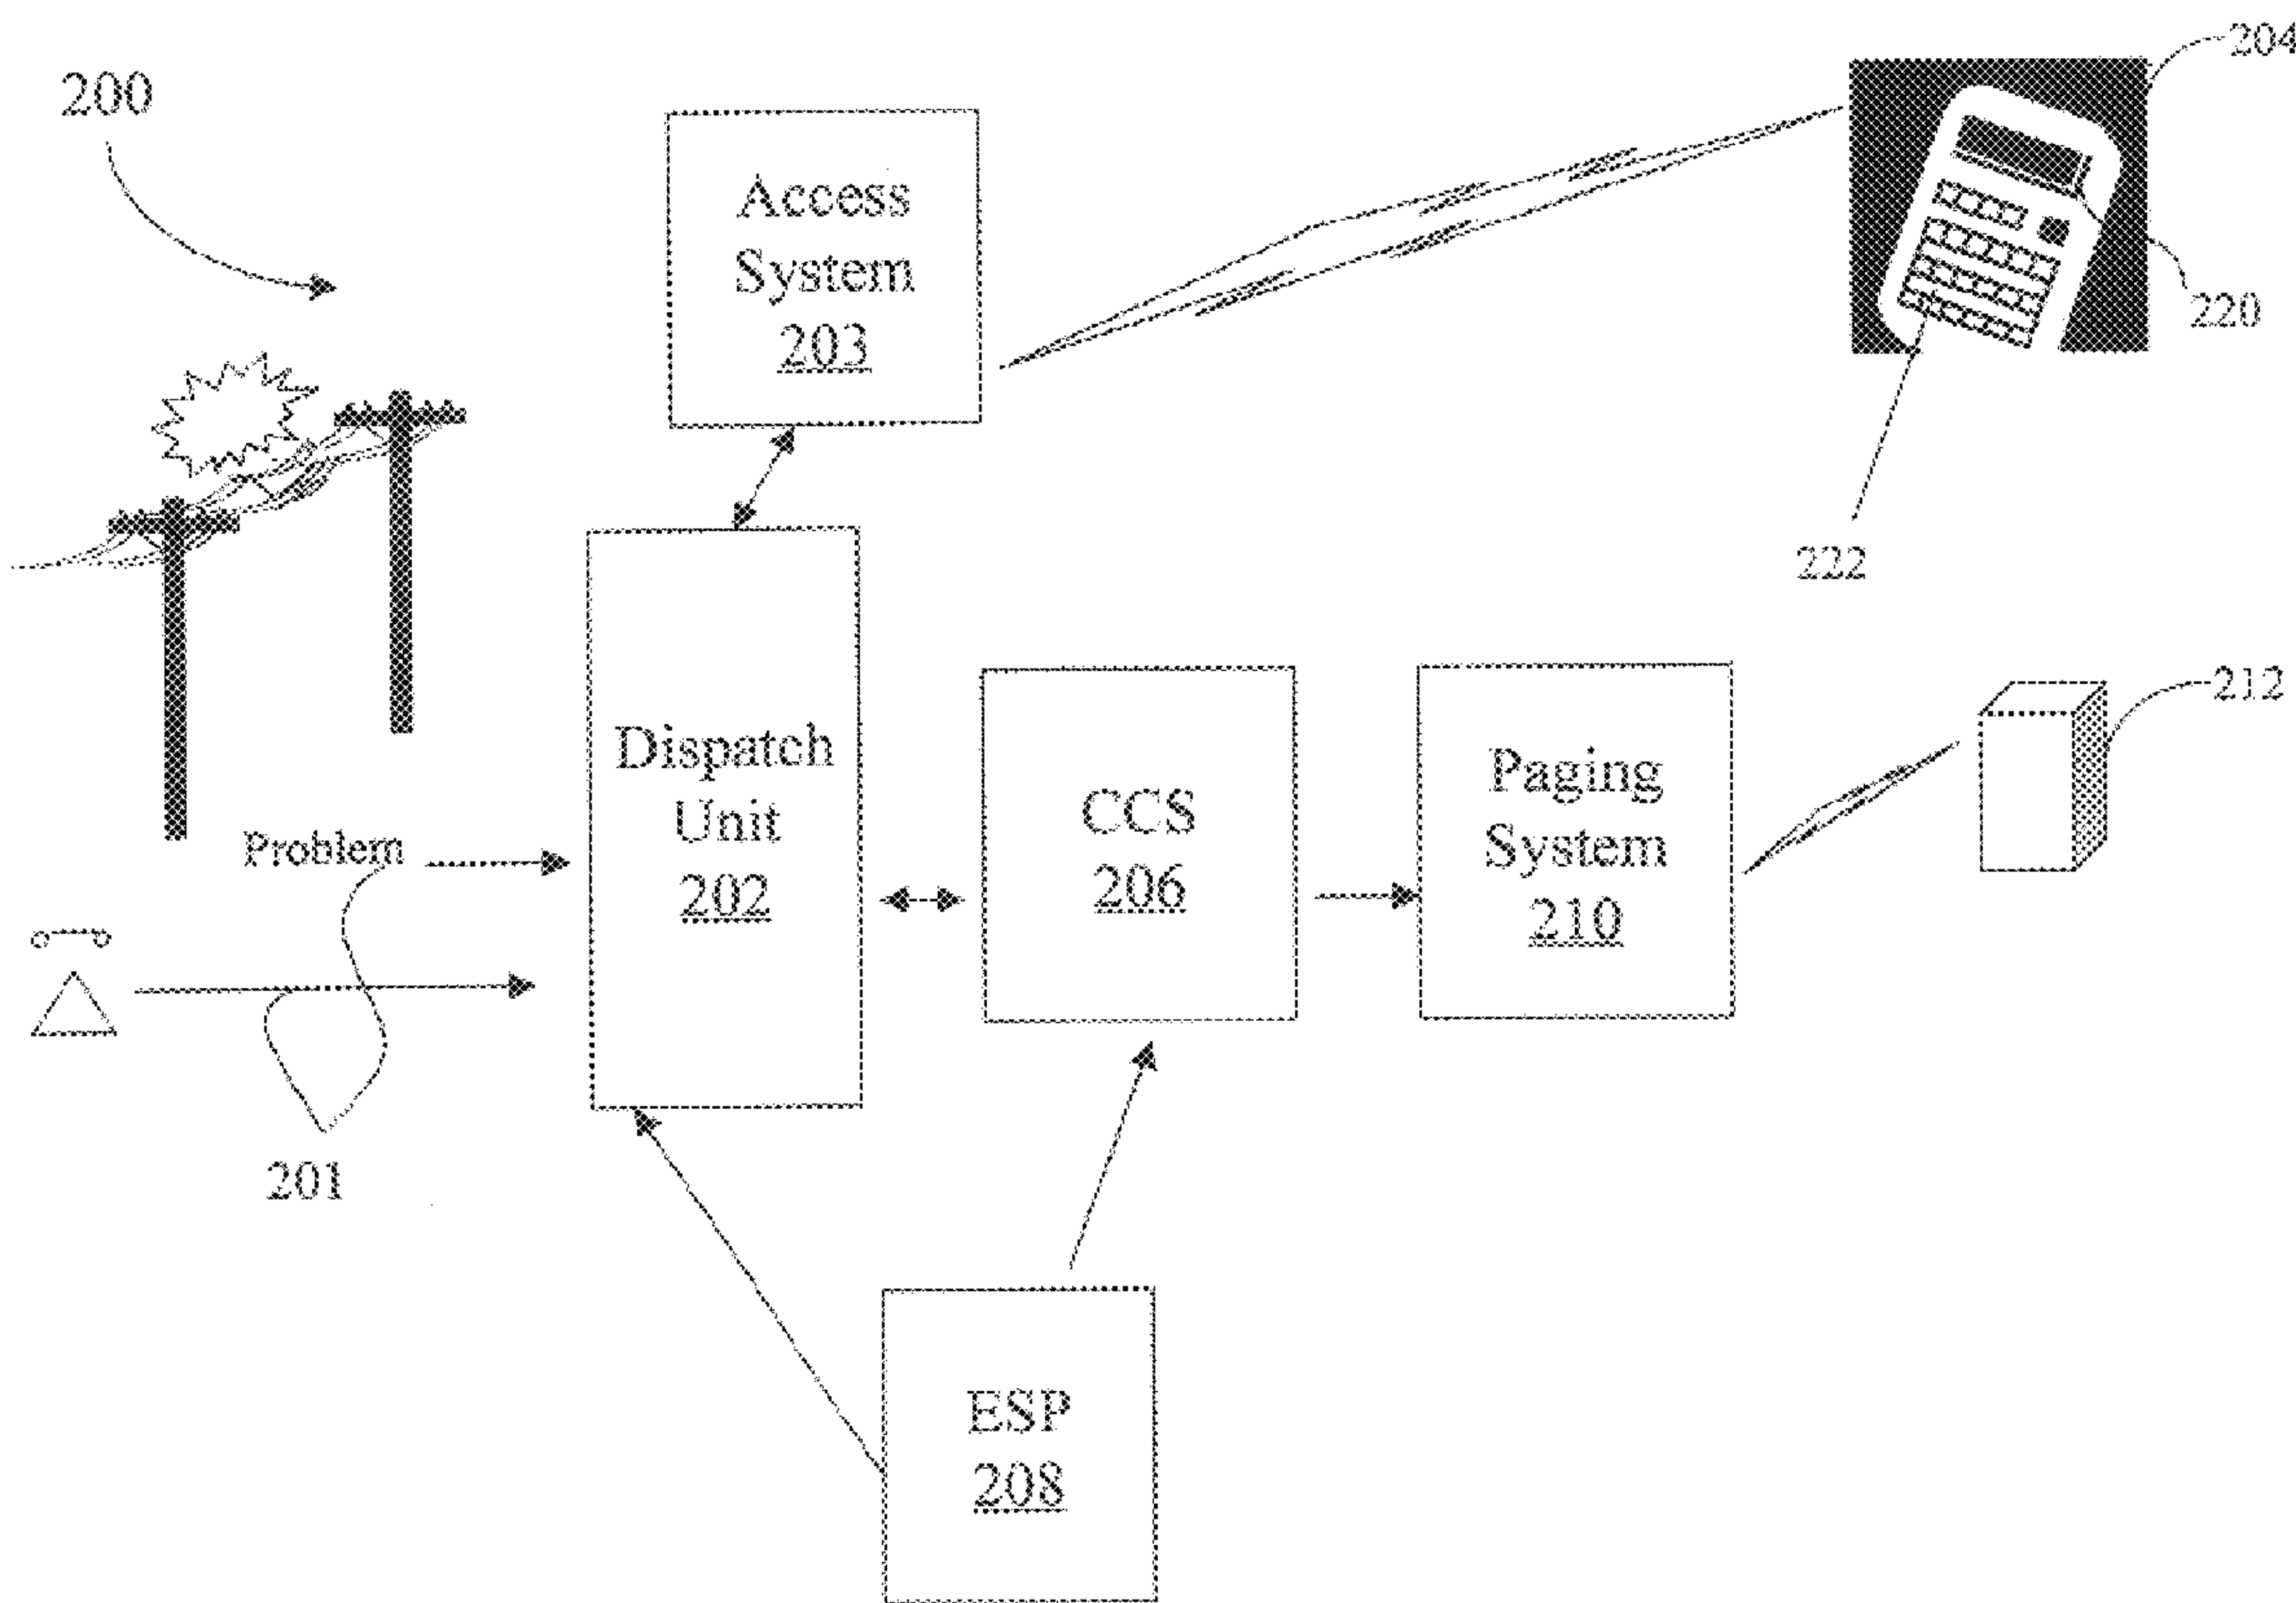 204
200
Access
System
203
220
222
212
Dispatch
Unit
202
CCS
206
Paging
System
210
Problem
201
ESP
208